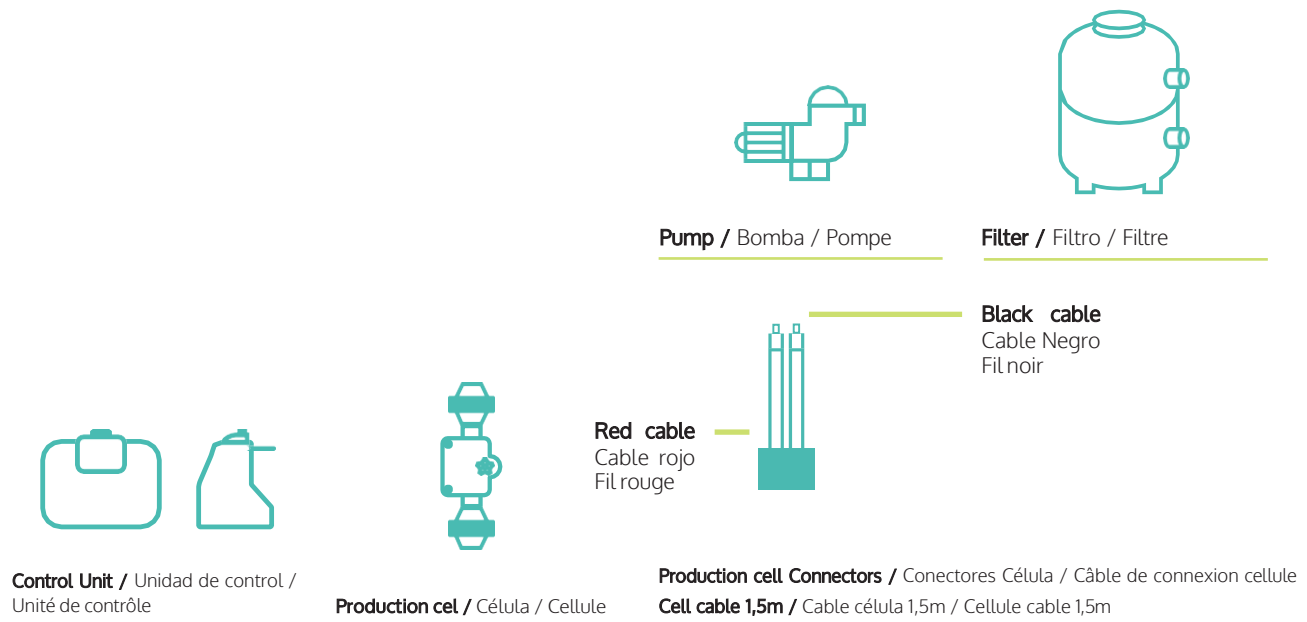 Pump / Bomba / Pompe
Filter / Filtro / Filtre
Black cable
Cable Negro
Fil noir
Red cable
Cable rojo
Fil rouge
Control Unit / Unidad de control /
Unité de contrôle
Production cel / Célula / Cellule
Production cell Connectors / Conectores Célula / Câble de connexion cellule
Cell cable 1,5m / Cable célula 1,5m / Cellule cable 1,5m